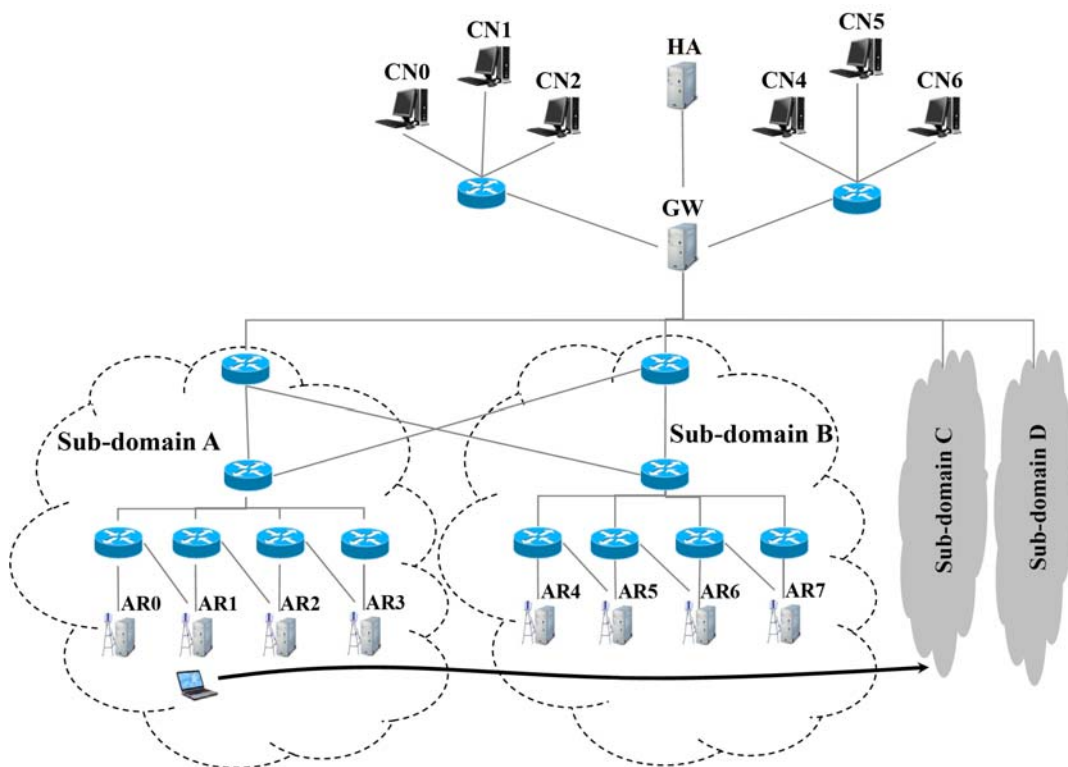 CN1
CN0
CN2
HA
CN5
CN4
CN6
GW
Sub-domain A
Sub-domain B
Sub-domain C
Sub-domain D
AR0
AR1
AR2
AR3
AR4
AR5
AR6
AR7